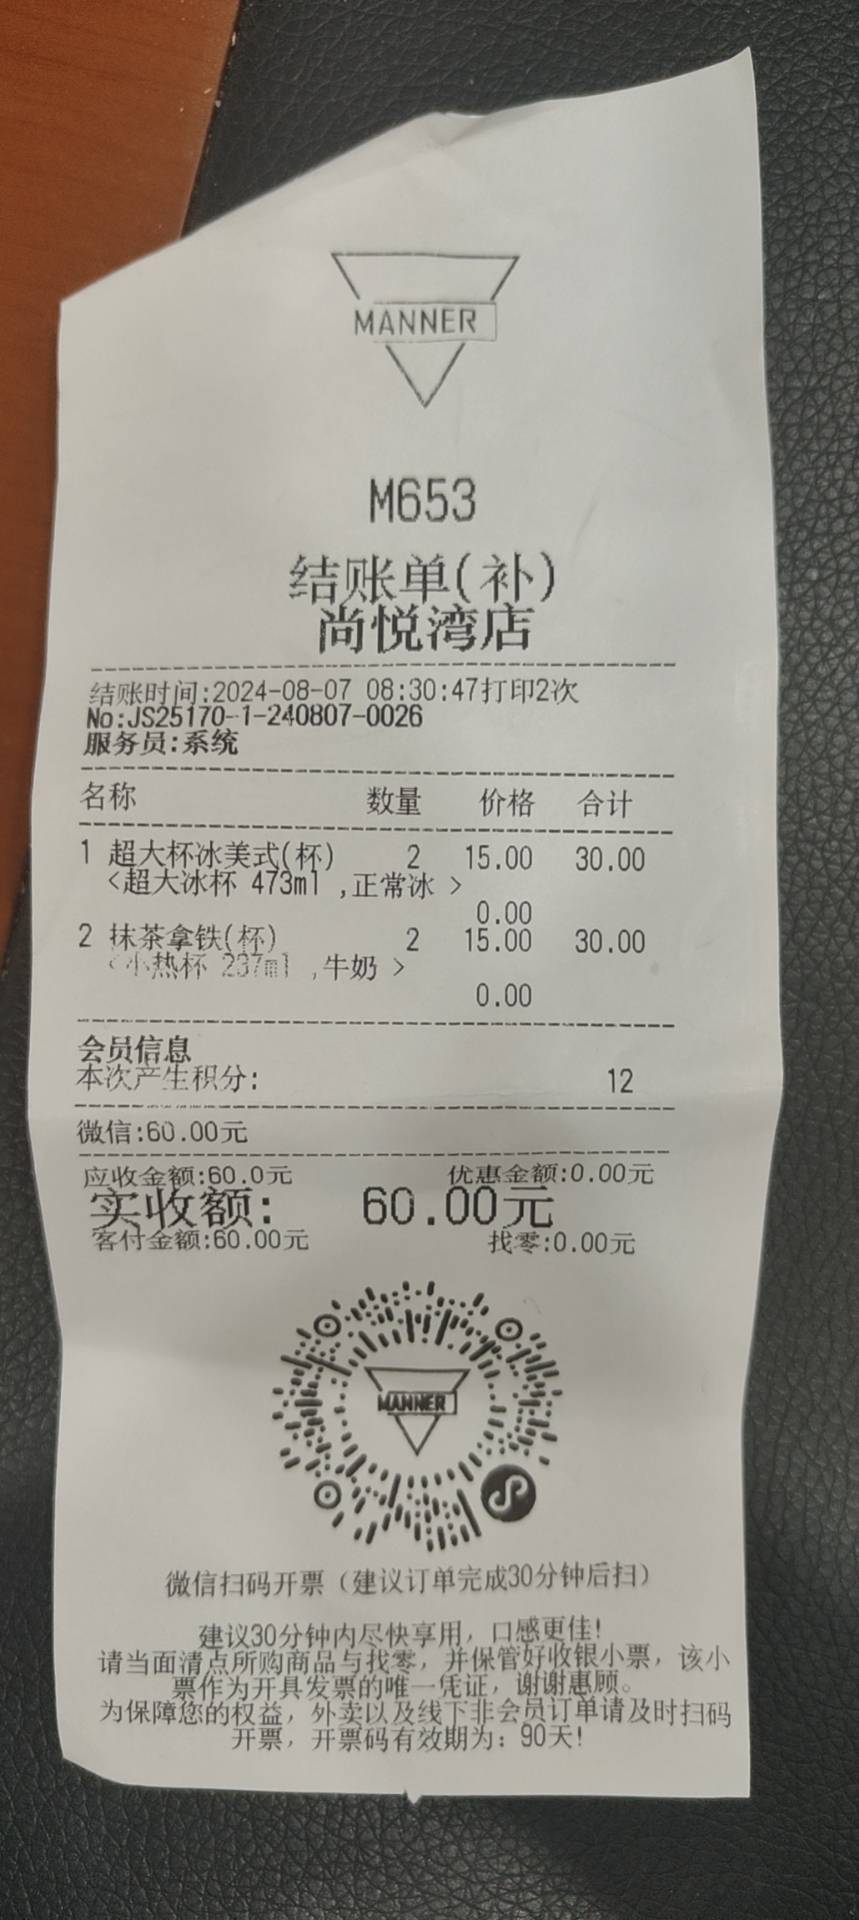 MANNER
M653
结账单(补)
尚悦湾店
结账时间:2024-08-07 08:30:47打印2次
No:JS25170-1-240807-0026
服务员:系统
名称 数量 价格 合计
1 超大杯冰美式(杯) 2 15.00 30.00
<超大冰杯 473ml ,正常冰 >
0.00
2 抹茶拿铁(杯) 2 15.00 30.00
<小热杯 237ml ,牛奶 >
0.00
会员信息
本次产生积分: 12
微信:60.00元
应收金额:60.0元 优惠金额:0.00元
实收额: 60.00元
客付金额:60.00元 找零:0.00元
MANNER
微信扫码开票（建议订单完成30分钟后扫）
建议30分钟内尽快享用，口感更佳!
请当面清点所购商品与找零，并保管好收银小票，该小
票作为开具发票的唯一凭证，谢谢惠顾。
为保障您的权益，外卖以及线下非会员订单请及时扫码
开票，开票码有效期为：90天!